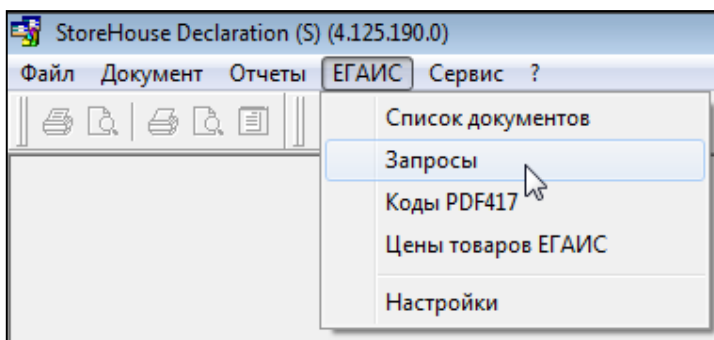 StoreHouse Declaration (S) (4.125.190.0)
Файл Документ Отчеты ЕГАИС Сервис ?
Список документов
Запросы
Коды PDF417
Цены товаров ЕГАИС
Настройки